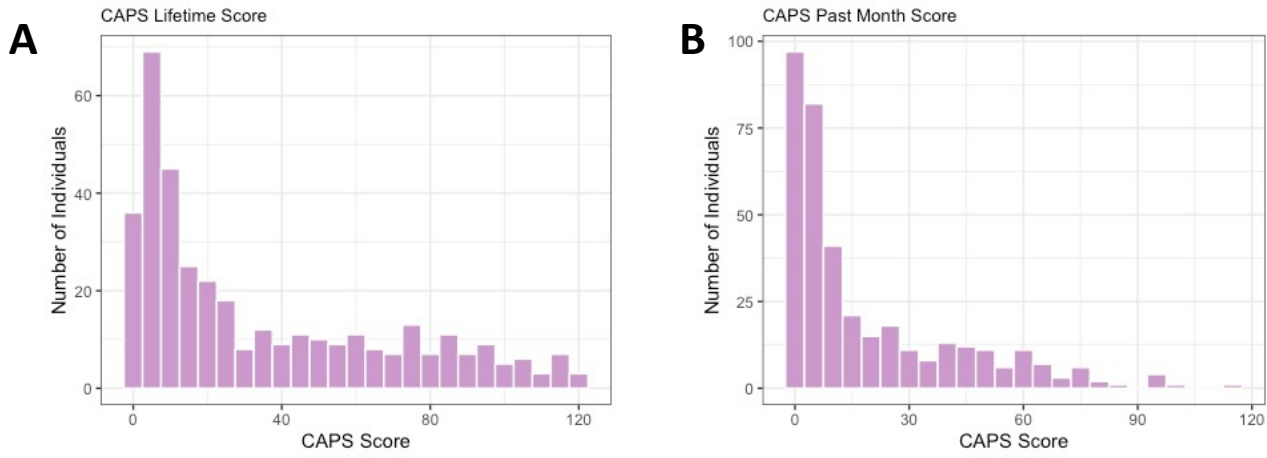 A
CAPS Lifetime Score
Number of Individuals
60
40
20
0
0 40 80 120
CAPS Score
B
CAPS Past Month Score
Number of Individuals
100
75
50
25
0
0 30 60 90 120
CAPS Score